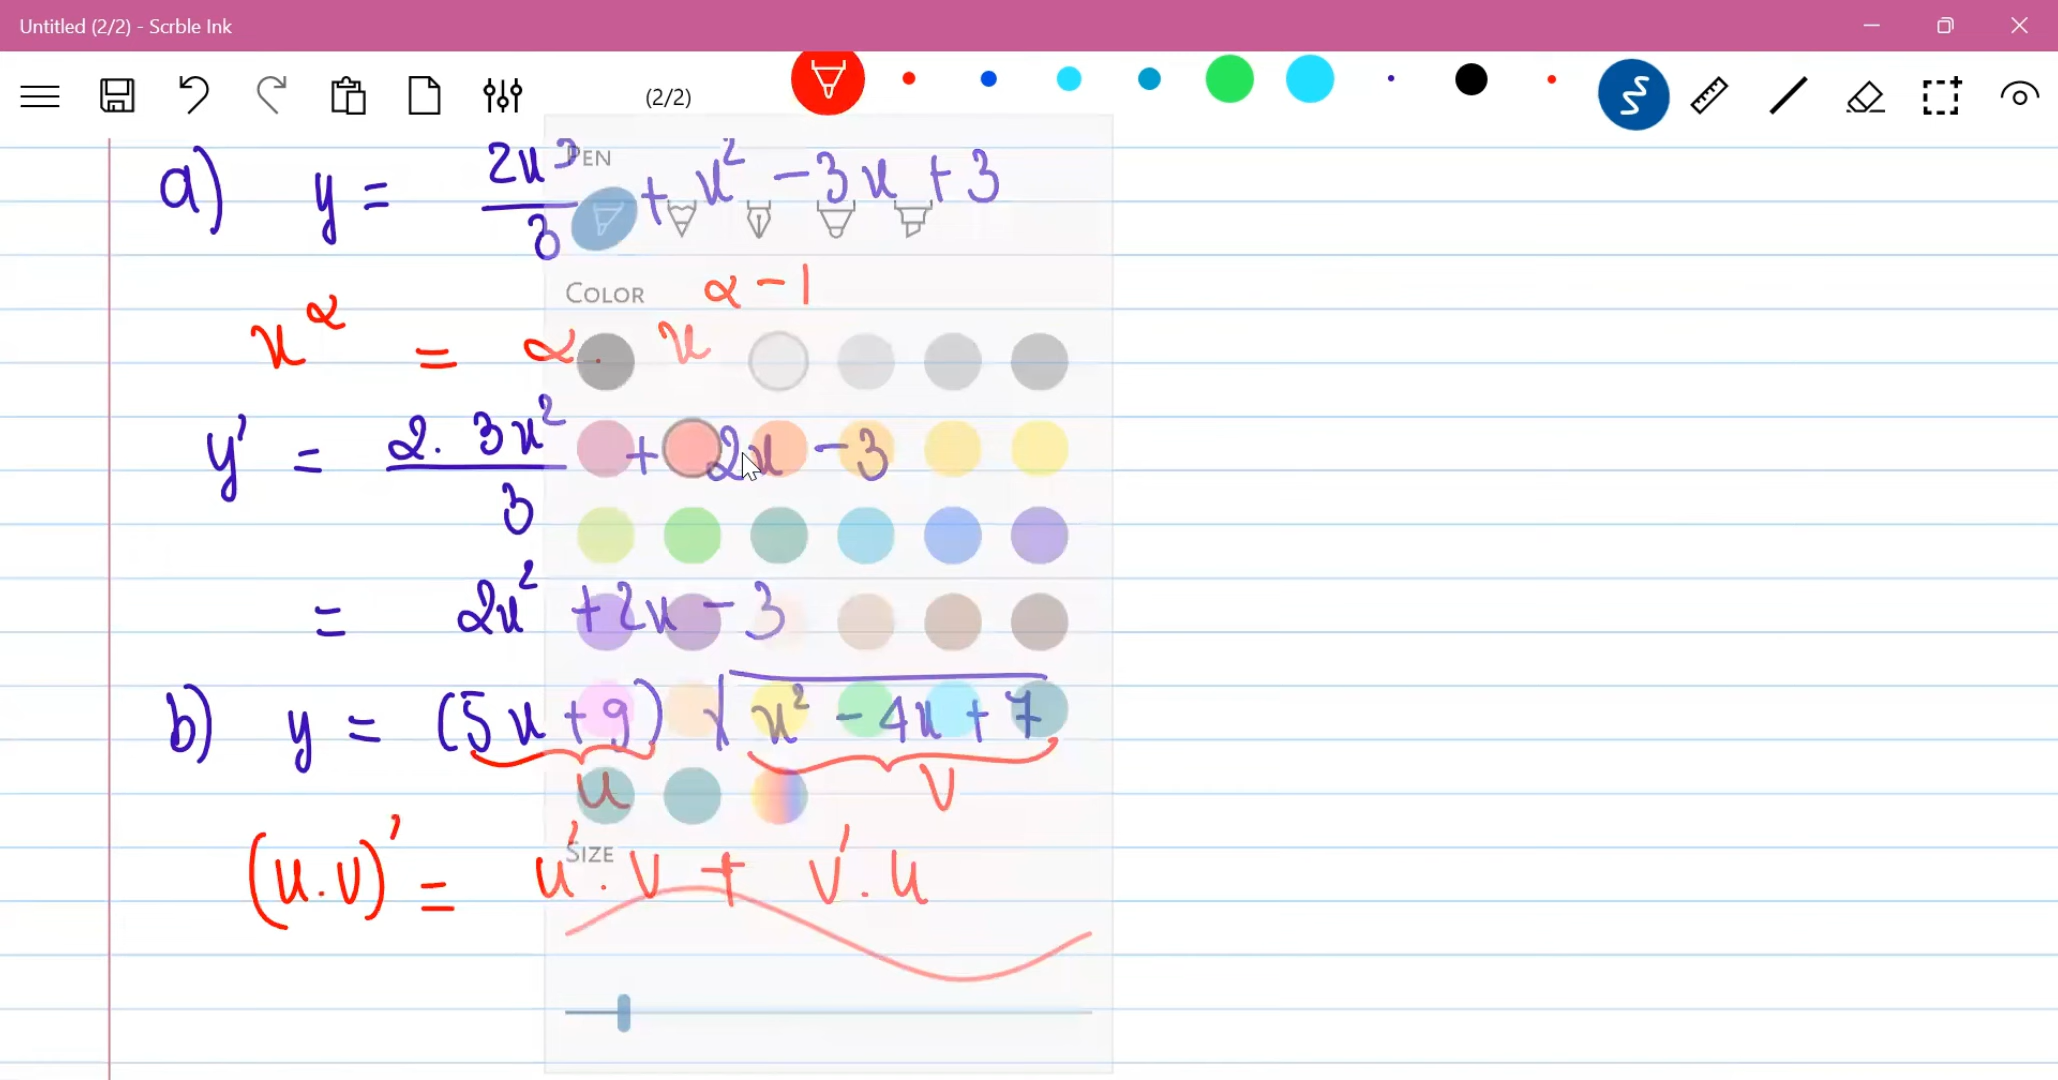 Untitled (2/2) - Scrble Ink
(2/2)
a) y = 2x³/3 + x² - 3x + 3
PEN
COLOR
x^α = α. x^(α-1)
y' = 2. 3x²/3 + 2x - 3
= 2x² + 2x - 3
b) y = (5x + 9) √(x² - 4x + 7)
u v
(u.v)' = u'.v + v'.u
SIZE